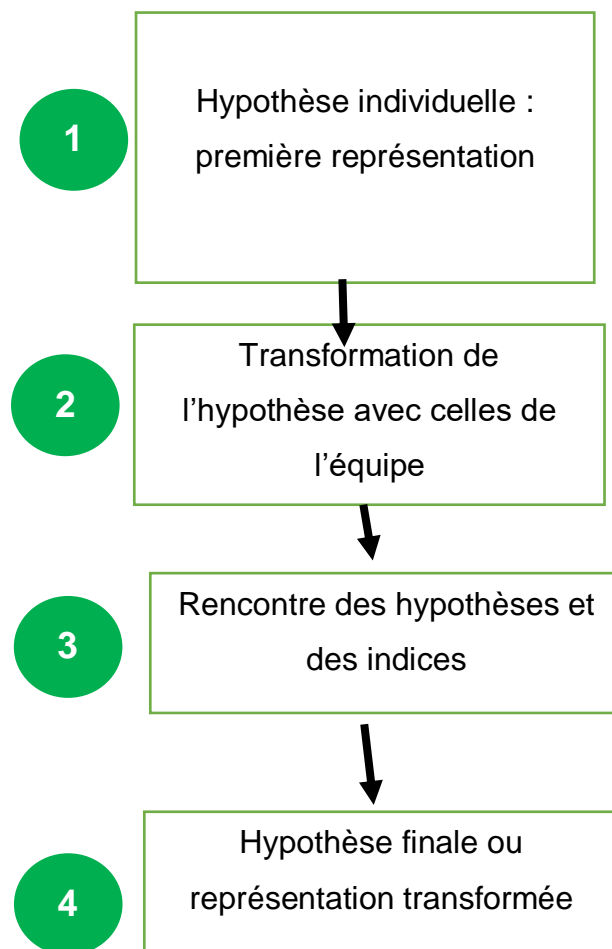 1
Hypothèse individuelle :
première représentation
2
Transformation de
l’hypothèse avec celles de
l’équipe
3
Rencontre des hypothèses et
des indices
4
Hypothèse finale ou
représentation transformée